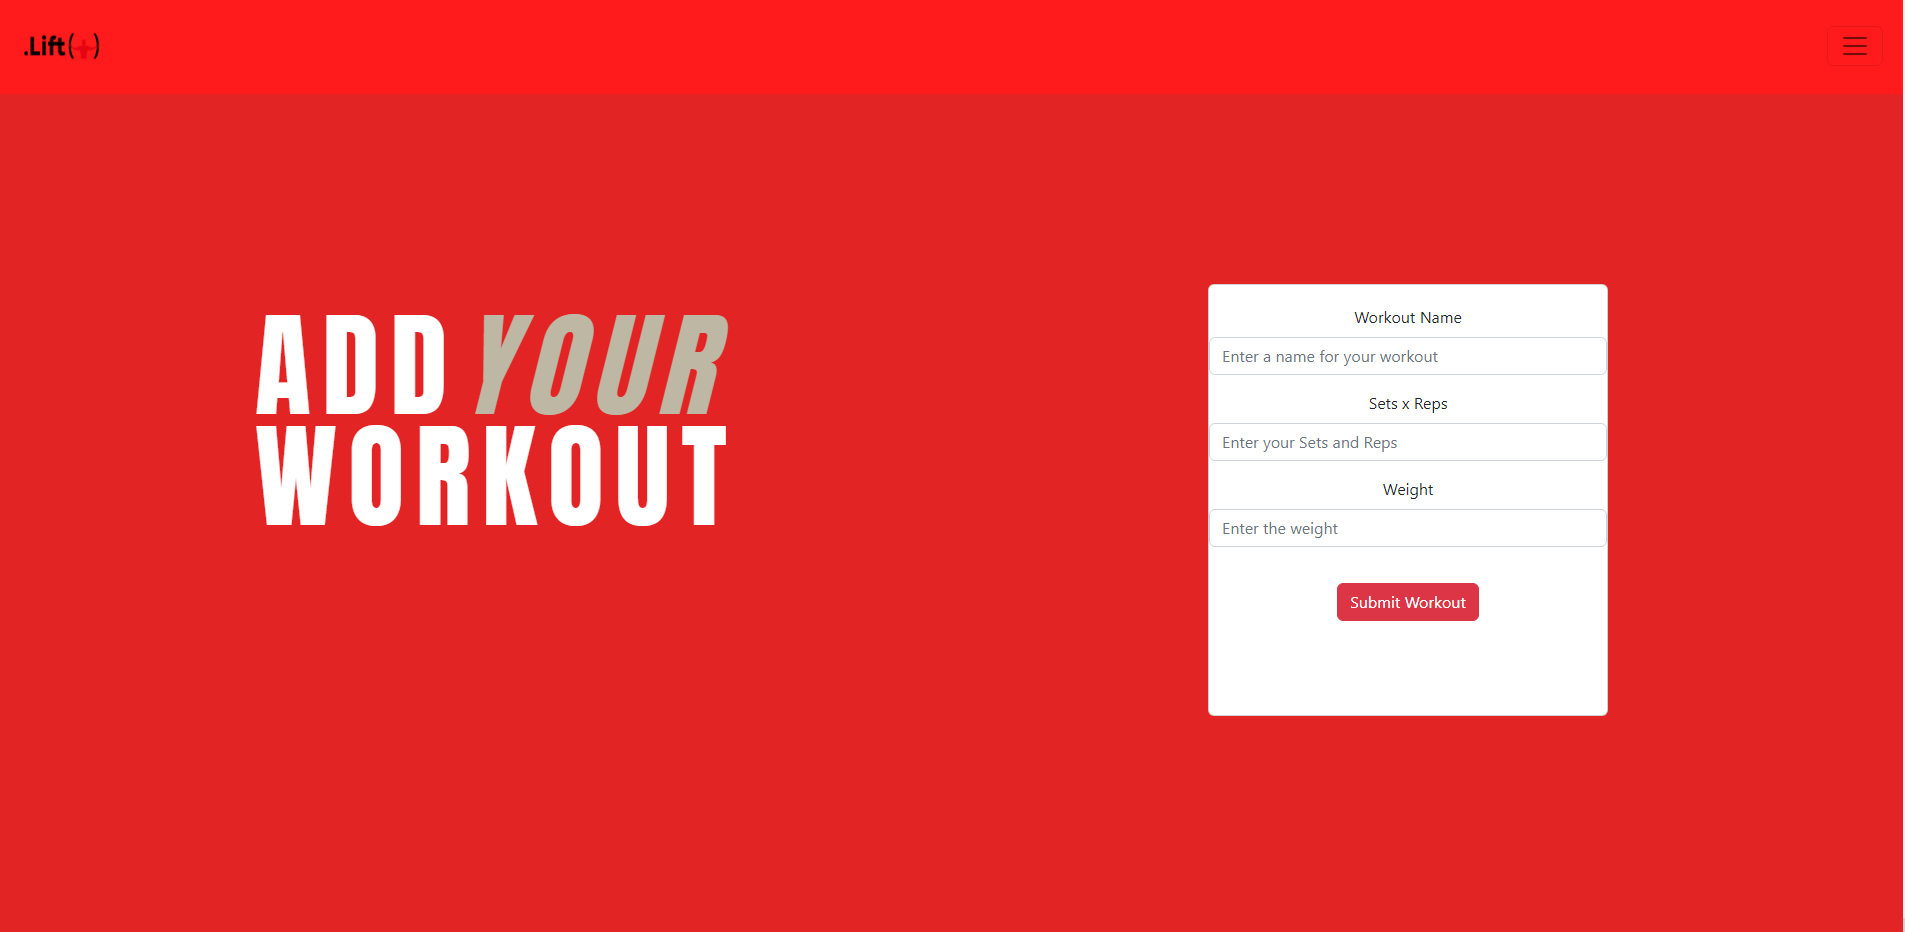 .Lift( )
ADD YOUR
WORKOUT
Workout Name
Enter a name for your workout
Sets x Reps
Enter your Sets and Reps
Weight
Enter the weight
Submit Workout